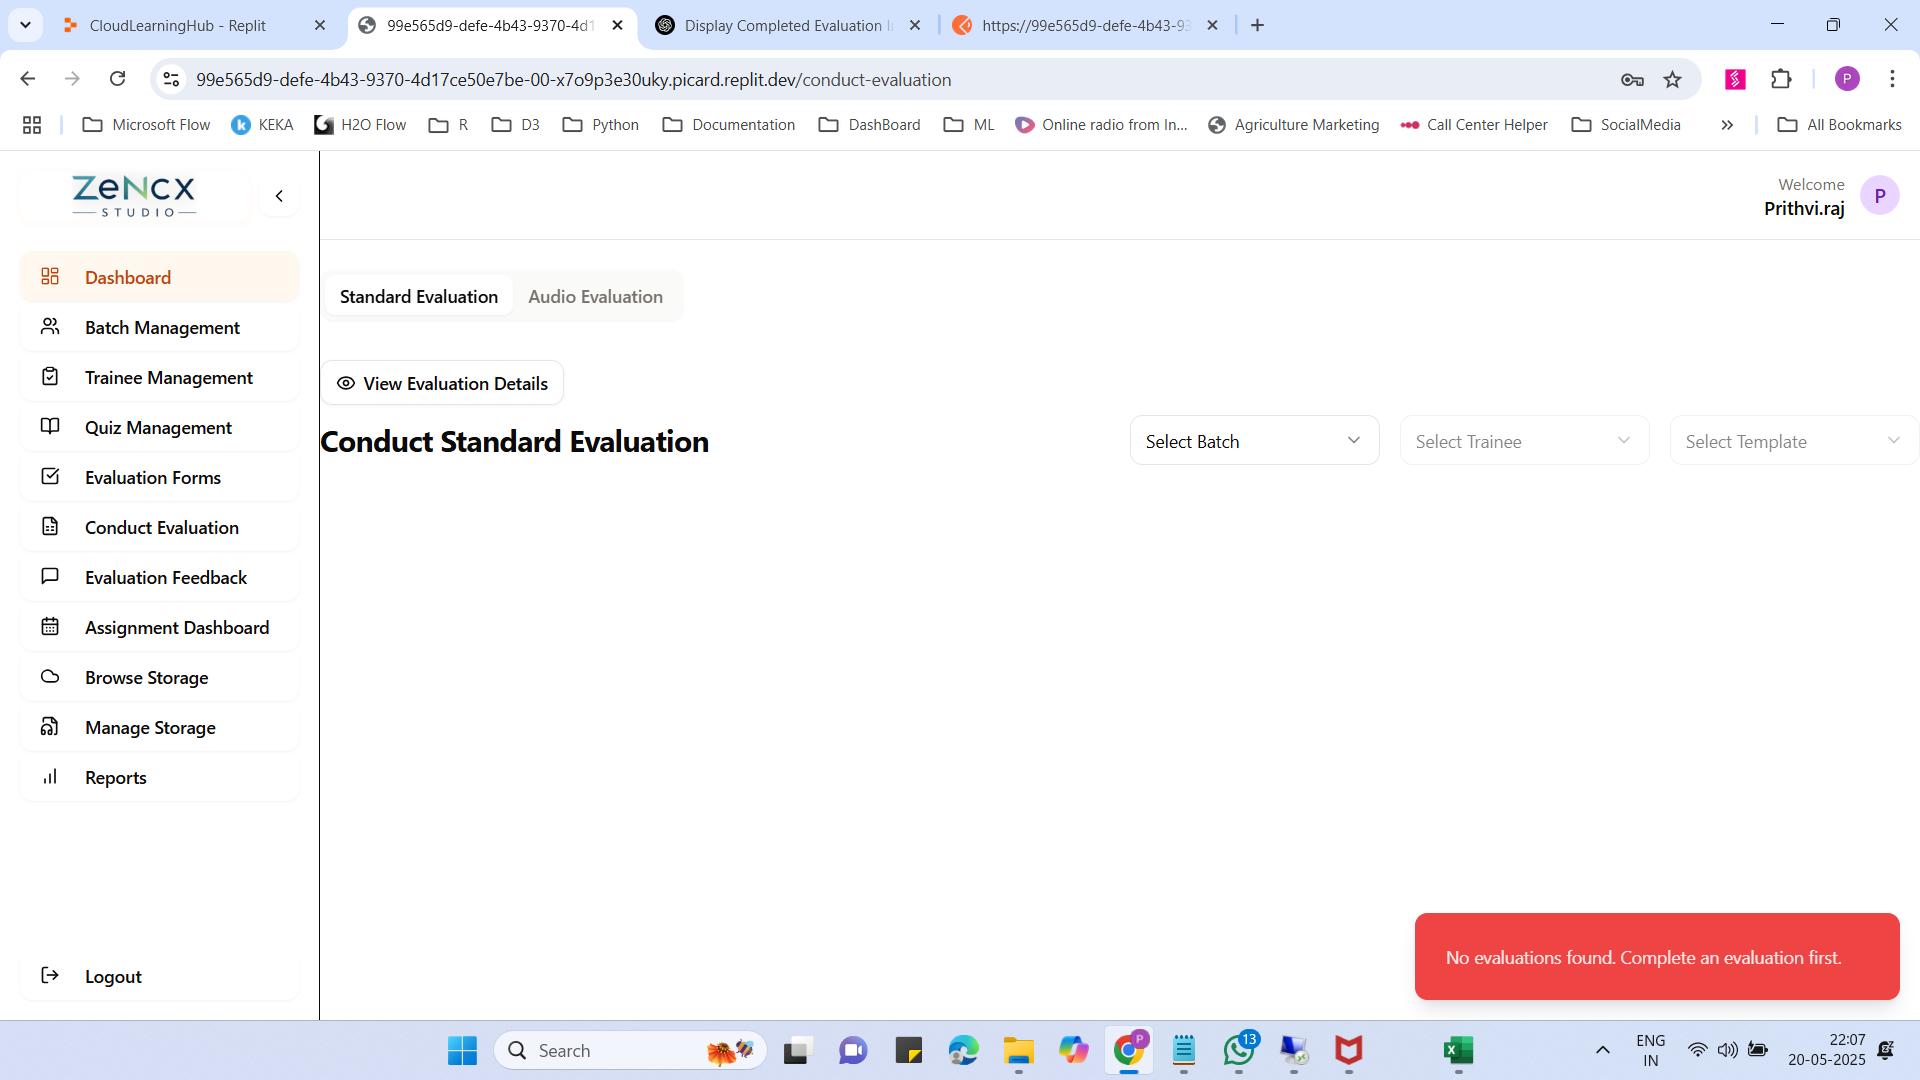 CloudLearningHub - Replit
99e565d9-defe-4b43-9370-4d1
Display Completed Evaluation I
https://99e565d9-defe-4b43-93
99e565d9-defe-4b43-9370-4d17ce50e7be-00-x7o9p3e30uky.picard.replit.dev/conduct-evaluation
P
Microsoft Flow
KEKA
H2O Flow
R
D3
Python
Documentation
DashBoard
ML
Online radio from In...
Agriculture Marketing
Call Center Helper
SocialMedia
All Bookmarks
ZeNCX
STUDIO
Welcome
Prithvi.raj
P
Dashboard
Batch Management
Trainee Management
Quiz Management
Evaluation Forms
Conduct Evaluation
Evaluation Feedback
Assignment Dashboard
Browse Storage
Manage Storage
Reports
Logout
Standard Evaluation
Audio Evaluation
View Evaluation Details
Conduct Standard Evaluation
Select Batch
Select Trainee
Select Template
No evaluations found. Complete an evaluation first.
Search
P
13
ENG
IN
22:07
20-05-2025